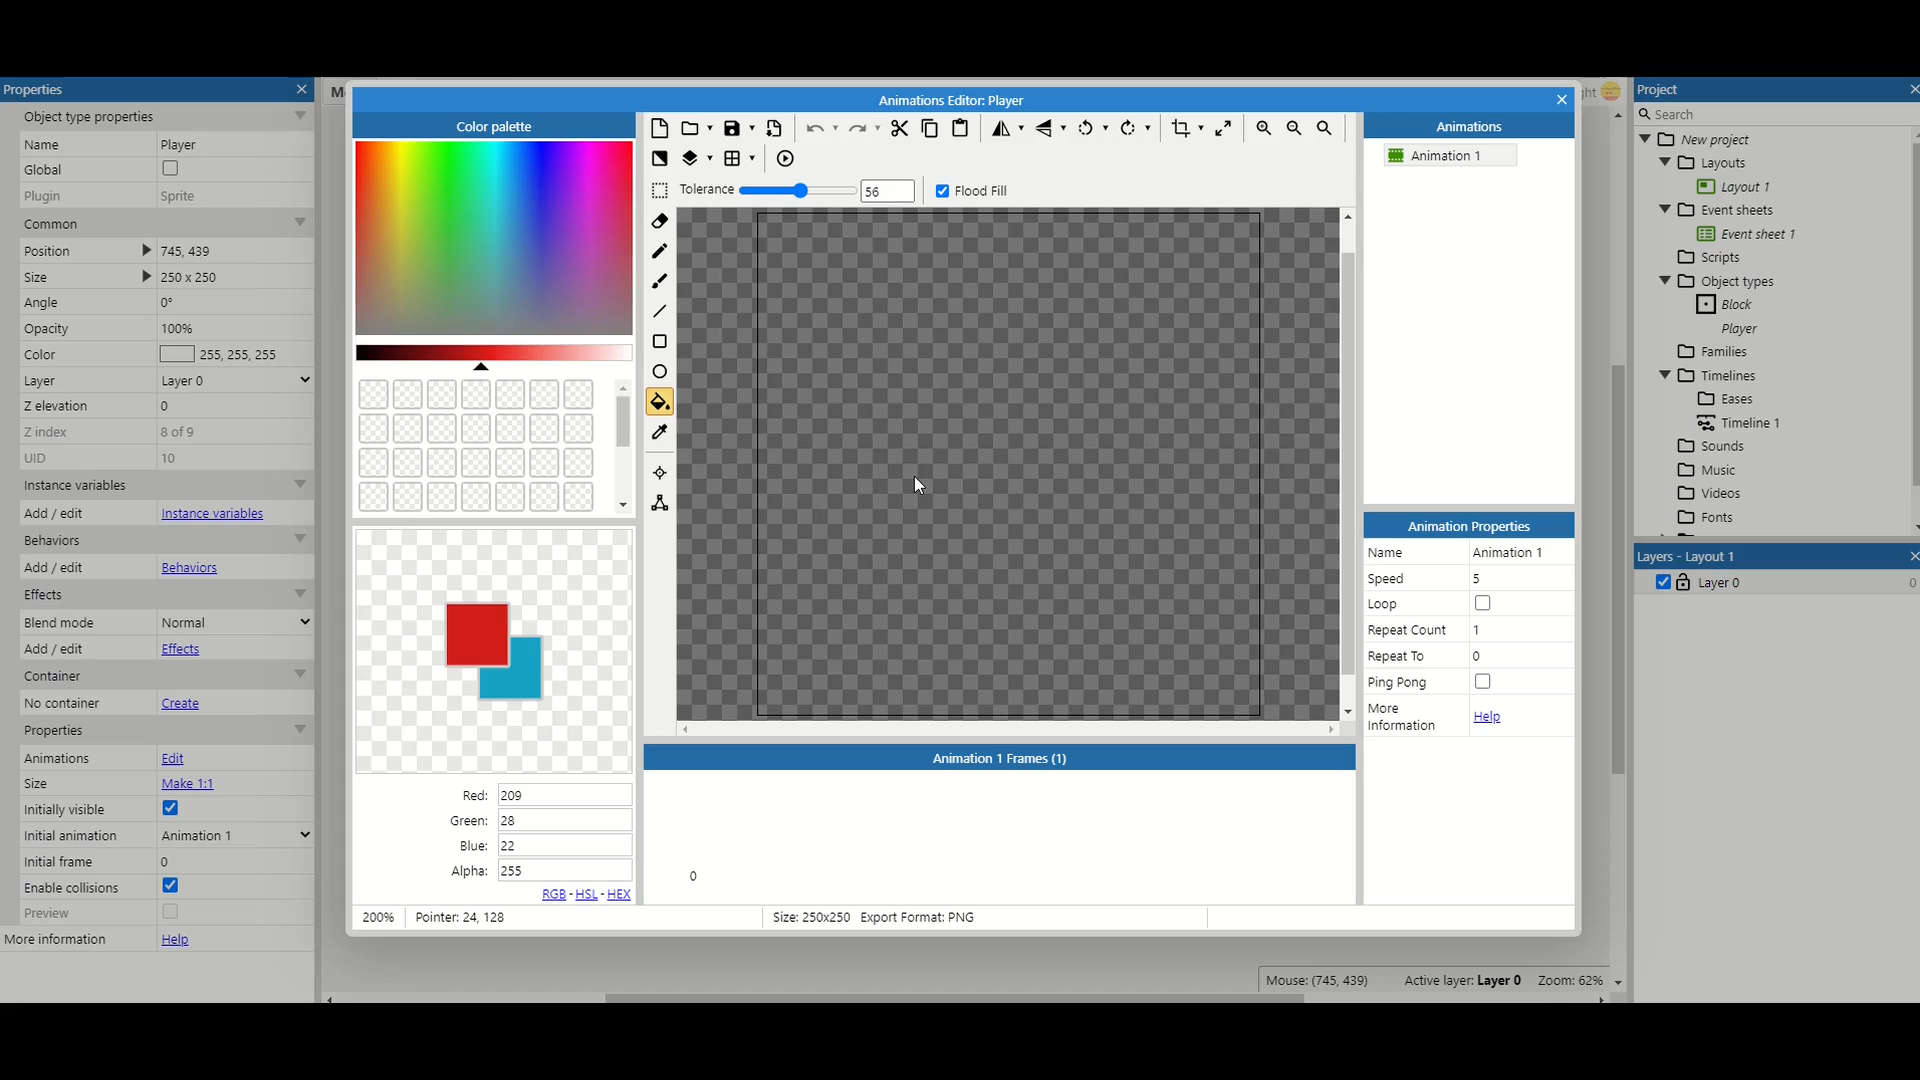 Properties
Object type properties
Name Player
Global
Plugin Sprite
Common
Position 745, 439
Size 250 x 250
Angle 0°
Opacity 100%
Color 255, 255, 255
Layer Layer 0
Z elevation 0
Z index 8 of 9
UID 10
Instance variables
Add / edit Instance variables
Behaviors
Add / edit Behaviors
Effects
Blend mode Normal
Add / edit Effects
Container
No container Create
Properties
Animations Edit
Size Make 1:1
Initially visible
Initial animation Animation 1
Initial frame 0
Enable collisions
Preview
More information Help
Animations Editor: Player
Color palette
Red: 209
Green: 28
Blue: 22
Alpha: 255
RGB - HSL - HEX
200% Pointer: 24, 128
Tolerance 56 Flood Fill
Animation 1 Frames (1)
0
Size: 250x250 Export Format: PNG
Animations
Animation 1
Animation Properties
Name Animation 1
Speed 5
Loop
Repeat Count 1
Repeat To 0
Ping Pong
More
Information Help
Mouse: (745, 439) Active layer: Layer 0 Zoom: 62%
Project
Search
New project
Layouts
Layout 1
Event sheets
Event sheet 1
Scripts
Object types
Block
Player
Families
Timelines
Eases
Timeline 1
Sounds
Music
Videos
Fonts
Layers - Layout 1
Layer 0 0